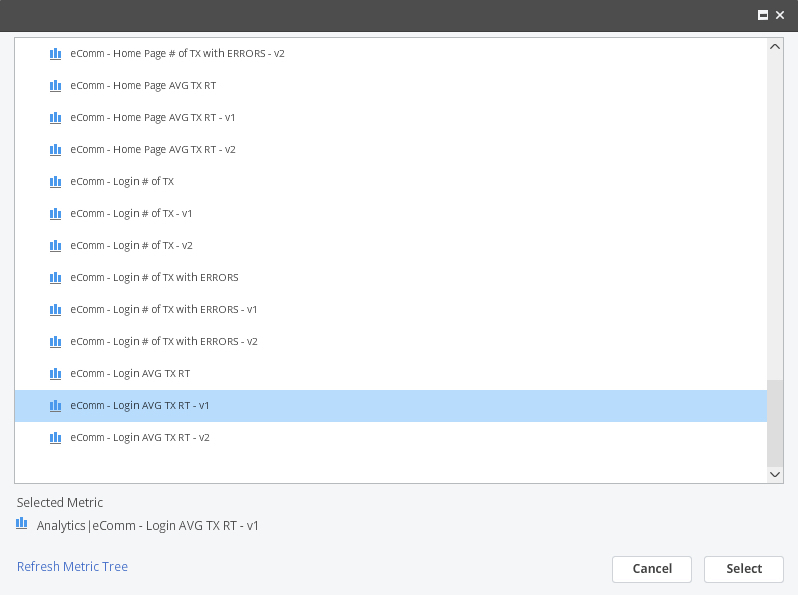 eComm - Home Page # of TX with ERRORS - v2
eComm - Home Page AVG TX RT
eComm - Home Page AVG TX RT - v1
eComm - Home Page AVG TX RT - v2
eComm - Login # of TX
eComm - Login # of TX - v1
eComm - Login # of TX - v2
eComm - Login # of TX with ERRORS
eComm - Login # of TX with ERRORS - v1
eComm - Login # of TX with ERRORS - v2
eComm - Login AVG TX RT
eComm - Login AVG TX RT - v1
eComm - Login AVG TX RT - v2
Selected Metric
Analytics|eComm - Login AVG TX RT - v1
Refresh Metric Tree
Cancel
Select